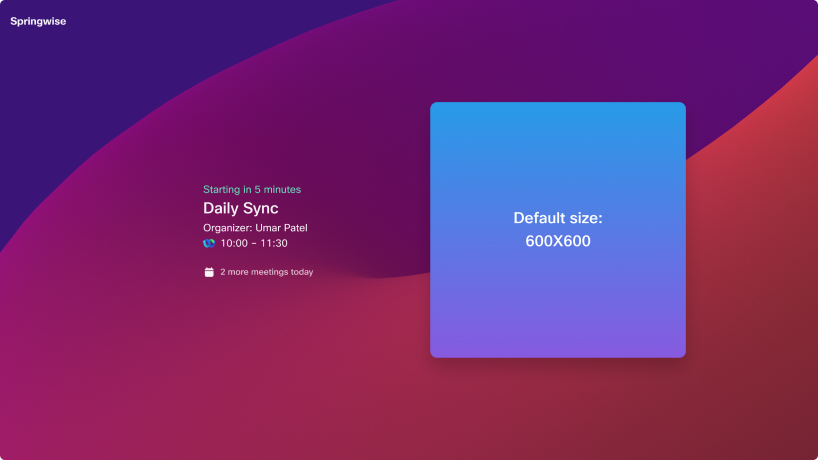 Springwise
Starting in 5 minutes
Daily Sync
Organizer: Umar Patel
10:00 – 11:30
2 more meetings today
Default size:
600X600